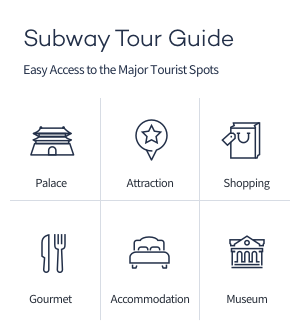 Subway Tour Guide
Easy Access to the Major Tourist Spots
Palace
Attraction
Shopping
Gourmet
Accommodation
Museum